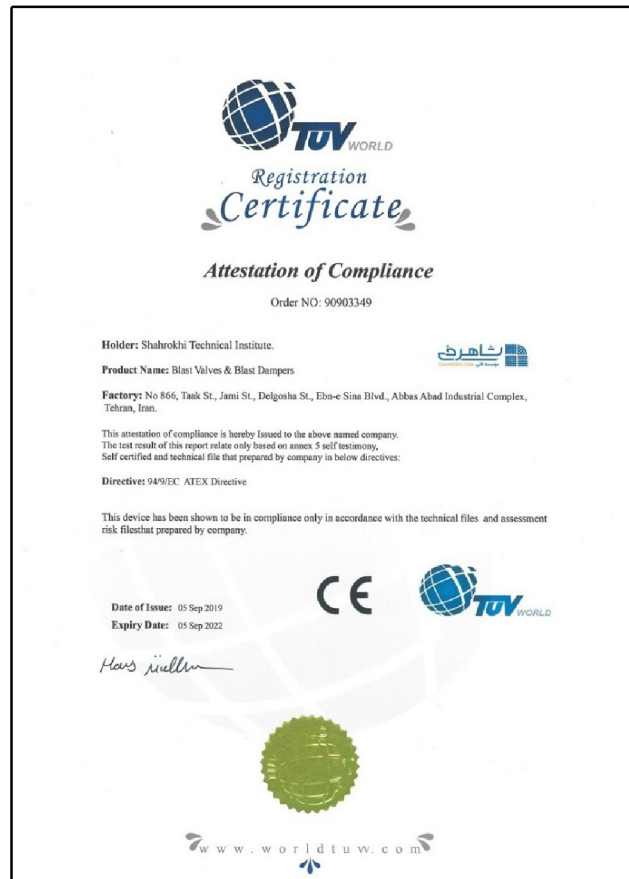 TUV WORLD
Registration
Certificate
Attestation of Compliance
Order NO: 90903349
Holder: Shahrokhi Technical Institute.
شاهرخی
موسسه فنی
Product Name: Blast Valves & Blast Dampers
Factory: No 866, Taak St., Jami St., Delgosha St., Ebn-e Sina Blvd., Abbas Abad Industrial Complex,
Tehran, Iran.
This attestation of compliance is hereby Issued to the above named company.
The test result of this report relate only based on annex 5 self testimony,
Self certified and technical file that prepared by company in below directives:
Directive: 94/9/EC ATEX Directive
This device has been shown to be in compliance only in accordance with the technical files and assessment
risk filesthat prepared by company.
CE
TUV WORLD
Date of Issue: 05 Sep 2019
Expiry Date: 05 Sep 2022
www.worldtuvv.com